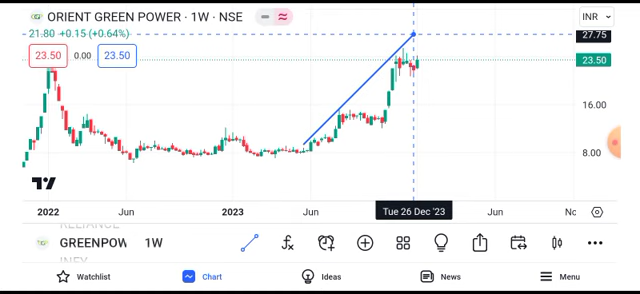 ORIENT GREEN POWER · 1W · NSE
INR
21.80 +0.15 (+0.64%)
27.75
23.50 0.00 23.50
23.50
16.00
8.00
2022 Jun 2023 Jun Tue 26 Dec '23 Jun
RELIANCE
GREENPOW 1W
Watchlist Chart Ideas News Menu